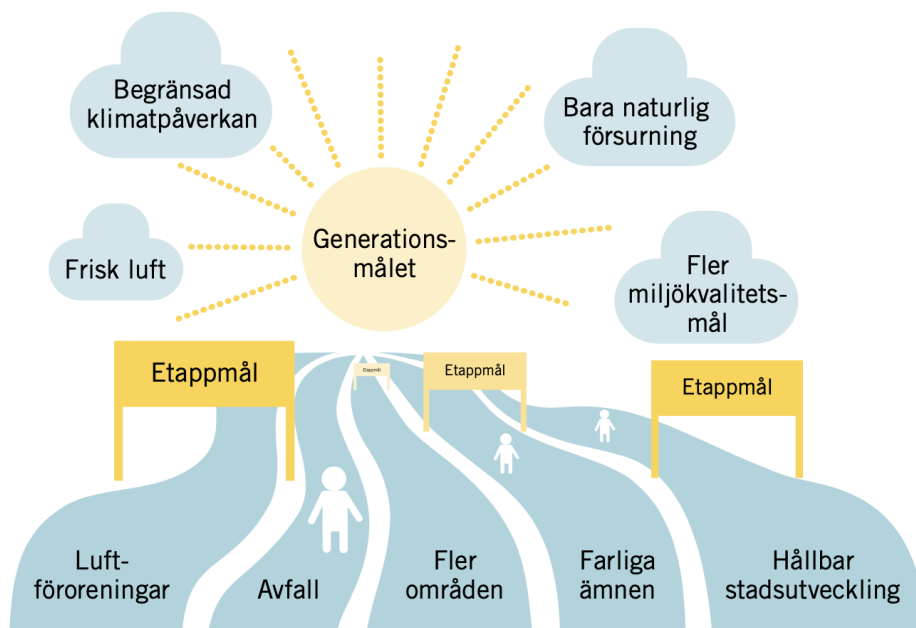 Begränsad
klimatpåverkan
Bara naturlig
försurning
Generations-
målet
Frisk luft
Fler
miljökvalitets-
mål
Etappmål
Etappmål
Etappmål
Etappmål
Luft-
föroreningar
Avfall
Fler
områden
Farliga
ämnen
Hållbar
stadsutveckling